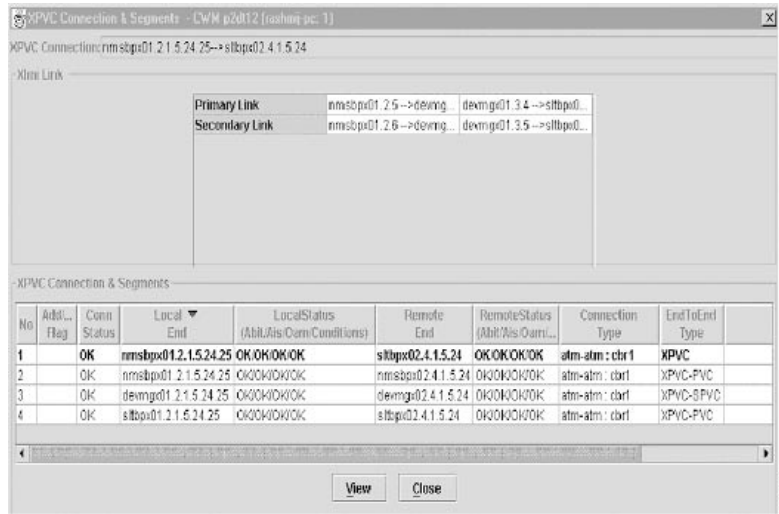 XPVC Connection & Segments - CWM p2dt12 [rashmij-pc: 1]
XPVC Connection: nmsbpx01.2.1.5.24.25-->sltbpx02.4.1.5.24
Xlmi Link
Primary Link nmsbpx01.2.5 -->devmg... devmgx01.3.4 -->sltbpx0...
Secondary Link nmsbpx01.2.6 -->devmg... devmgx01.3.5 -->sltbpx0...
XPVC Connection & Segments
No Add/... Flag Conn Status Local End LocalStatus (Abit/Ais/Oam/Conditions) Remote End RemoteStatus (Abit/Ais/Oam/... Connection Type EndToEnd Type
1 OK nmsbpx01.2.1.5.24.25 OK/OK/OK/OK sltbpx02.4.1.5.24 OK/OK/OK/OK atm-atm : cbr1 XPVC
2 OK nmsbpx01.2.1.5.24.25 OK/OK/OK/OK nmsbpx02.4.1.5.24 OK/OK/OK/OK atm-atm : cbr1 XPVC-PVC
3 OK devmgx01.2.1.5.24.25 OK/OK/OK/OK devmgx02.4.1.5.24 OK/OK/OK/OK atm-atm : cbr1 XPVC-SPVC
4 OK sltbpx01.2.1.5.24.25 OK/OK/OK/OK sltbpx02.4.1.5.24 OK/OK/OK/OK atm-atm : cbr1 XPVC-PVC
View Close